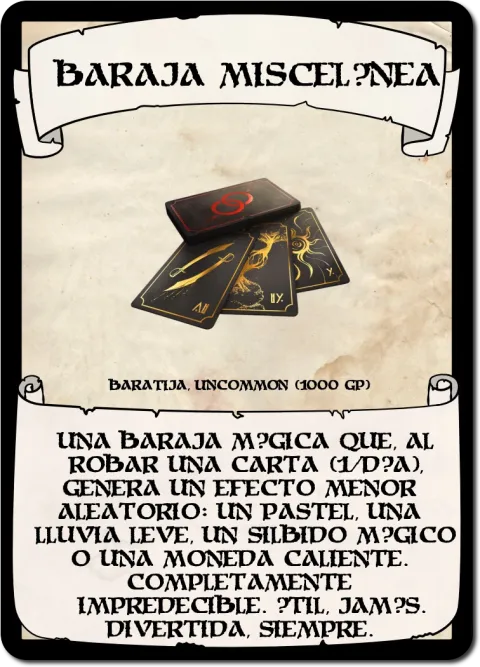 BARAJA MISCEL?NEA
BARATIJA, UNCOMMON (1000 GP)
UNA BARAJA M?GICA QUE, AL
ROBAR UNA CARTA (1/D?A),
GENERA UN EFECTO MENOR
ALEATORIO: UN PASTEL, UNA
LLUVIA LEVE, UN SILBIDO M?GICO
O UNA MONEDA CALIENTE.
COMPLETAMENTE
IMPREDECIBLE. ?TIL, JAM?S.
DIVERTIDA, SIEMPRE.